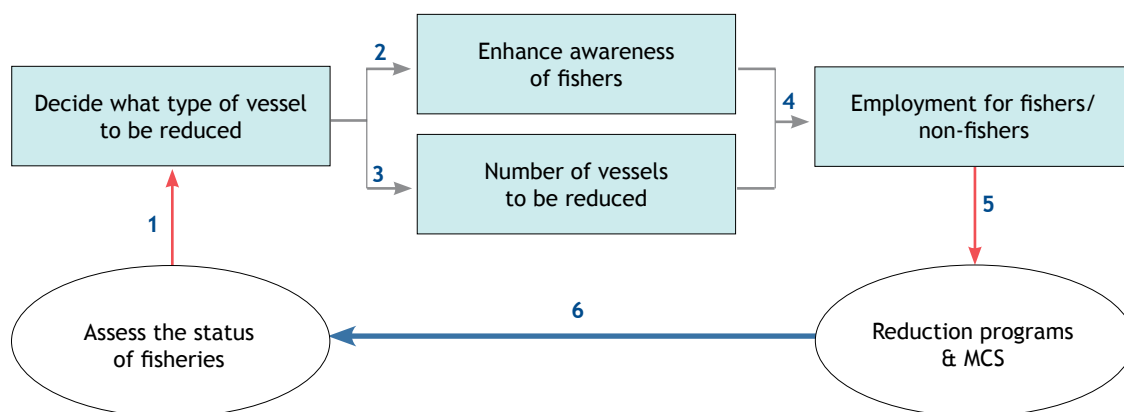 2
Enhance awareness
of fishers
Decide what type of vessel
to be reduced
4
Employment for fishers/
non-fishers
3
Number of vessels
to be reduced
1
5
6
Assess the status
of fisheries
Reduction programs
& MCS